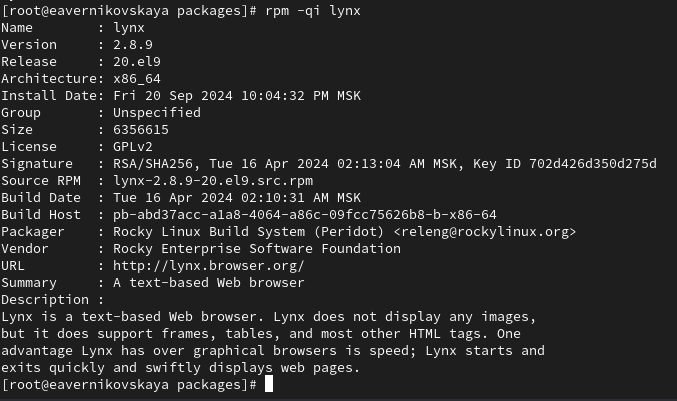 [root@eavernikovskaya packages]# rpm -qi lynx
Name        : lynx
Version     : 2.8.9
Release     : 20.el9
Architecture: x86_64
Install Date: Fri 20 Sep 2024 10:04:32 PM MSK
Group       : Unspecified
Size        : 6356615
License     : GPLv2
Signature   : RSA/SHA256, Tue 16 Apr 2024 02:13:04 AM MSK, Key ID 702d426d350d275d
Source RPM  : lynx-2.8.9-20.el9.src.rpm
Build Date  : Tue 16 Apr 2024 02:10:31 AM MSK
Build Host  : pb-abd37acc-a1a8-4064-a86c-09fcc75626b8-b-x86-64
Packager    : Rocky Linux Build System (Peridot) <releng@rockylinux.org>
Vendor      : Rocky Enterprise Software Foundation
URL         : http://lynx.browser.org/
Summary     : A text-based Web browser
Description :
Lynx is a text-based Web browser. Lynx does not display any images,
but it does support frames, tables, and most other HTML tags. One
advantage Lynx has over graphical browsers is speed; Lynx starts and
exits quickly and swiftly displays web pages.
[root@eavernikovskaya packages]#